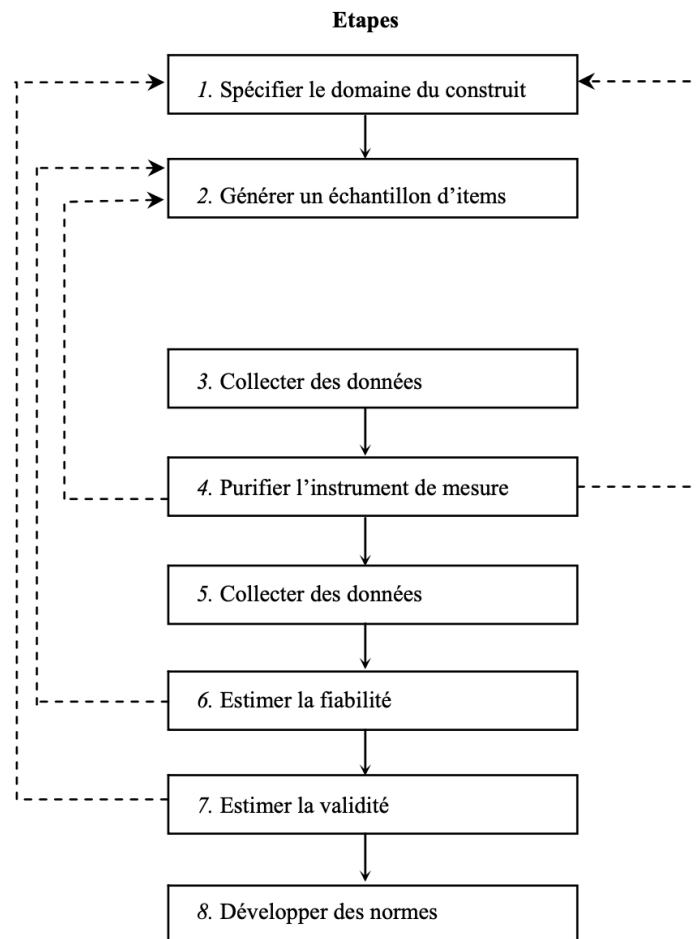 Etapes
1. Spécifier le domaine du construit
2. Générer un échantillon d’items
3. Collecter des données
4. Purifier l’instrument de mesure
5. Collecter des données
6. Estimer la fiabilité
7. Estimer la validité
8. Développer des normes